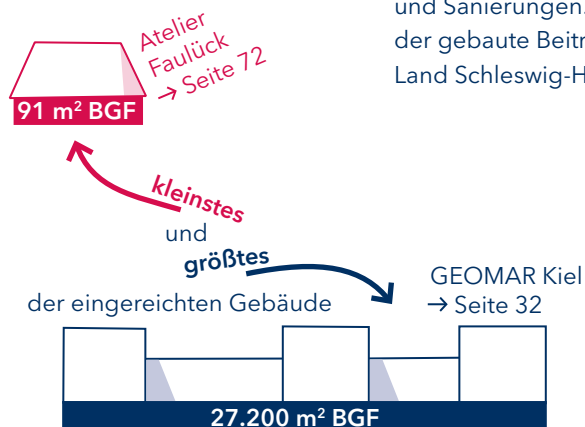 und Sanierungen.
der gebaute Beitr
Land Schleswig-H
Atelier
Faulück
→ Seite 72
91 m² BGF
kleinstes
und
größtes
der eingereichten Gebäude
GEOMAR Kiel
→ Seite 32
27.200 m² BGF